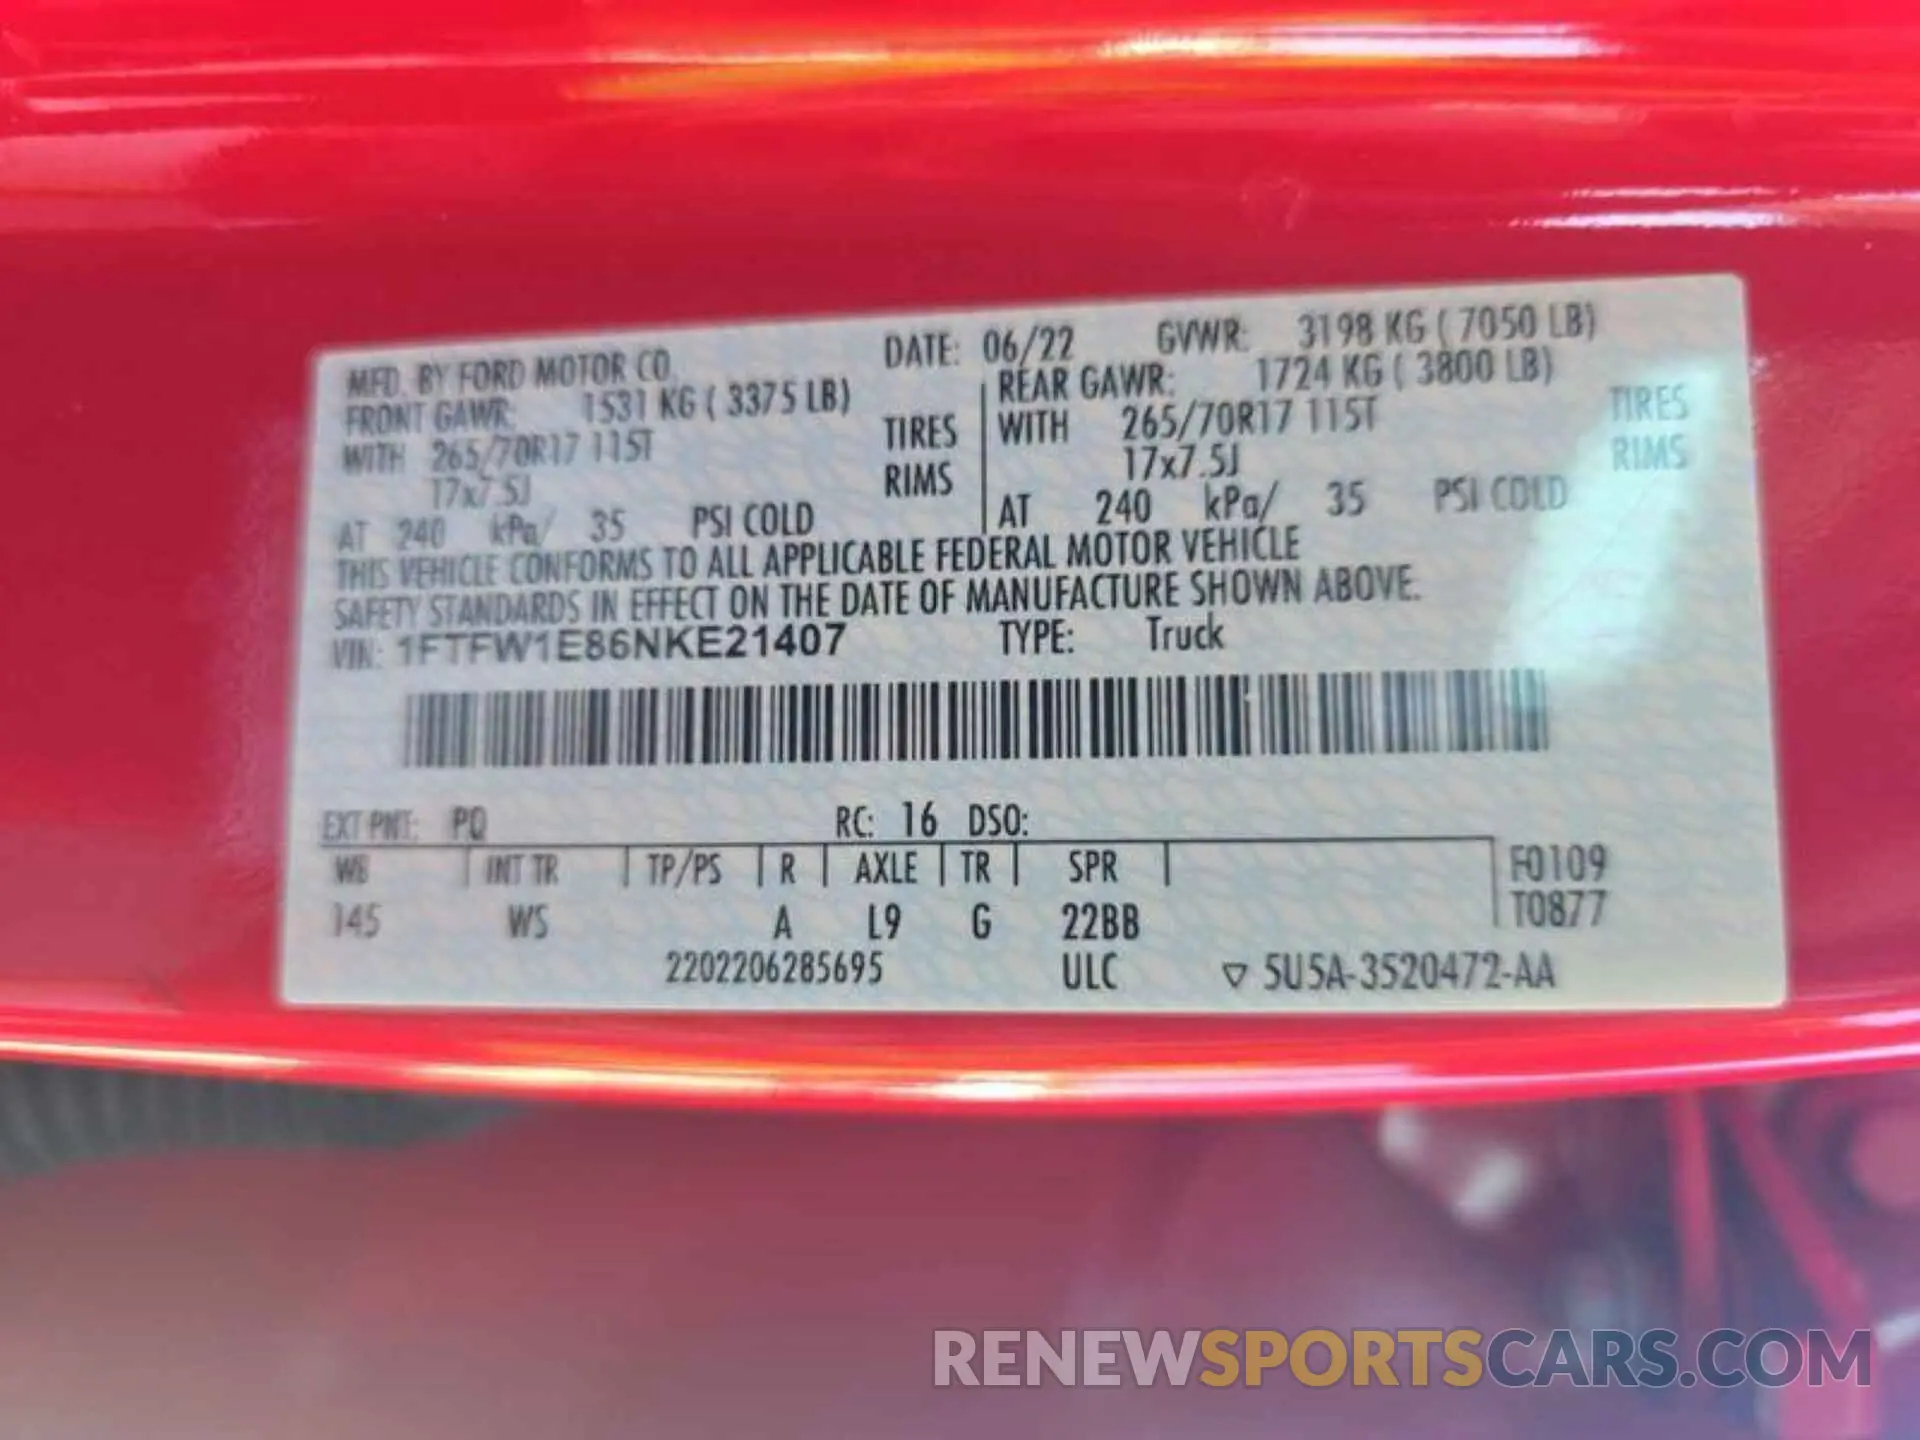 MFD. BY FORD MOTOR CO. DATE: 06/22 GVWR: 3198 KG ( 7050 LB)
FRONT GAWR: 1531 KG ( 3375 LB) REAR GAWR: 1724 KG ( 3800 LB)
WITH 265/70R17 115T TIRES WITH 265/70R17 115T TIRES
17x7.5J RIMS 17x7.5J RIMS
AT 240 kPa/ 35 PSI COLD AT 240 kPa/ 35 PSI COLD
THIS VEHICLE CONFORMS TO ALL APPLICABLE FEDERAL MOTOR VEHICLE
SAFETY STANDARDS IN EFFECT ON THE DATE OF MANUFACTURE SHOWN ABOVE.
VIN: 1FTFW1E86NKE21407 TYPE: Truck
EXT PNT: PQ RC: 16 DSO:
WB INT TR TP/PS R AXLE TR SPR F0109
T0877
145 WS A L9 G 22BB
2202206285695 ULC ▽ 5U5A-3520472-AA
RENEWSPORTSCARS.COM